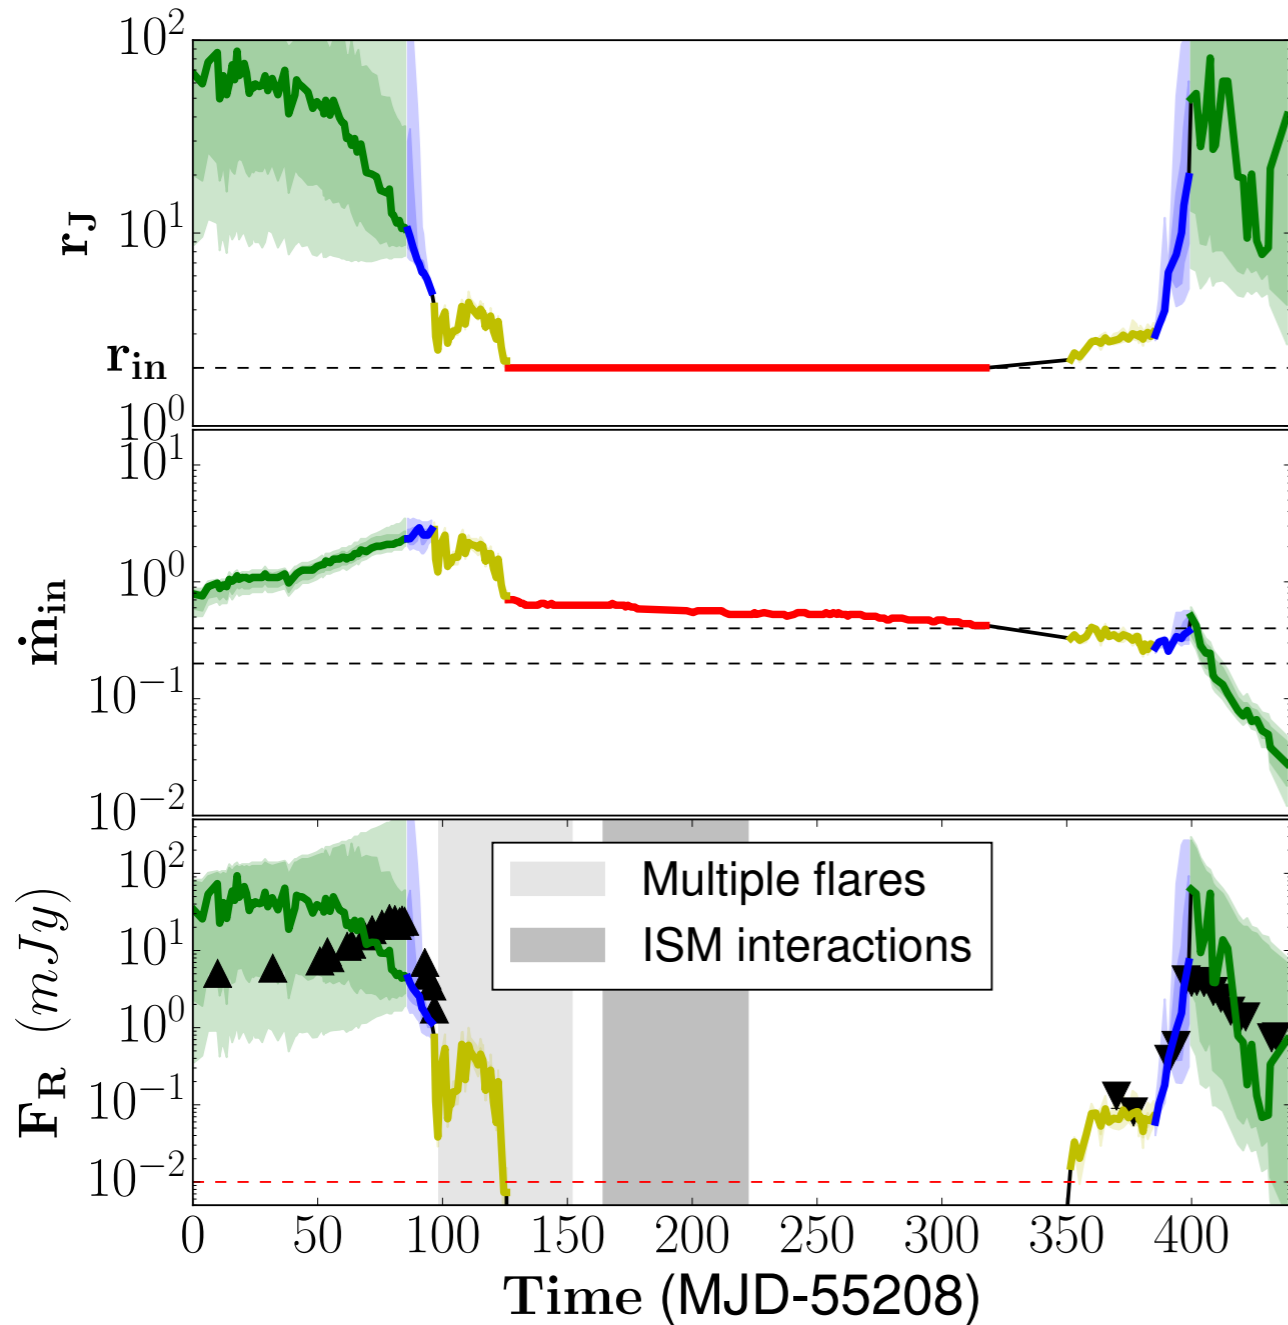 10²
r_J
10¹
r_in
10⁰
10¹
ṁ_in
10⁰
10⁻¹
10⁻²
10²
Multiple flares
F_R (mJy)
10¹
ISM interactions
10⁰
10⁻¹
10⁻²
0 50 100 150 200 250 300 350 400
Time (MJD-55208)